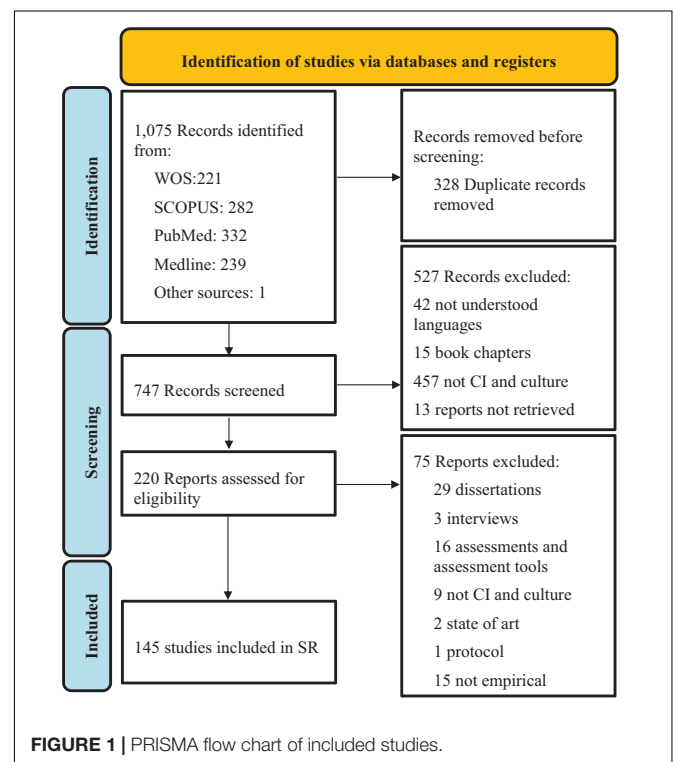 Identification of studies via databases and registers
Identification
1,075 Records identified
from:
WOS:221
SCOPUS: 282
PubMed: 332
Medline: 239
Other sources: 1
Records removed before
screening:
328 Duplicate records
removed
527 Records excluded:
42 not understood
languages
15 book chapters
457 not CI and culture
13 reports not retrieved
Screening
747 Records screened
220 Reports assessed for
eligibility
75 Reports excluded:
29 dissertations
3 interviews
16 assessments and
assessment tools
9 not CI and culture
2 state of art
1 protocol
15 not empirical
Included
145 studies included in SR
FIGURE 1 | PRISMA flow chart of included studies.